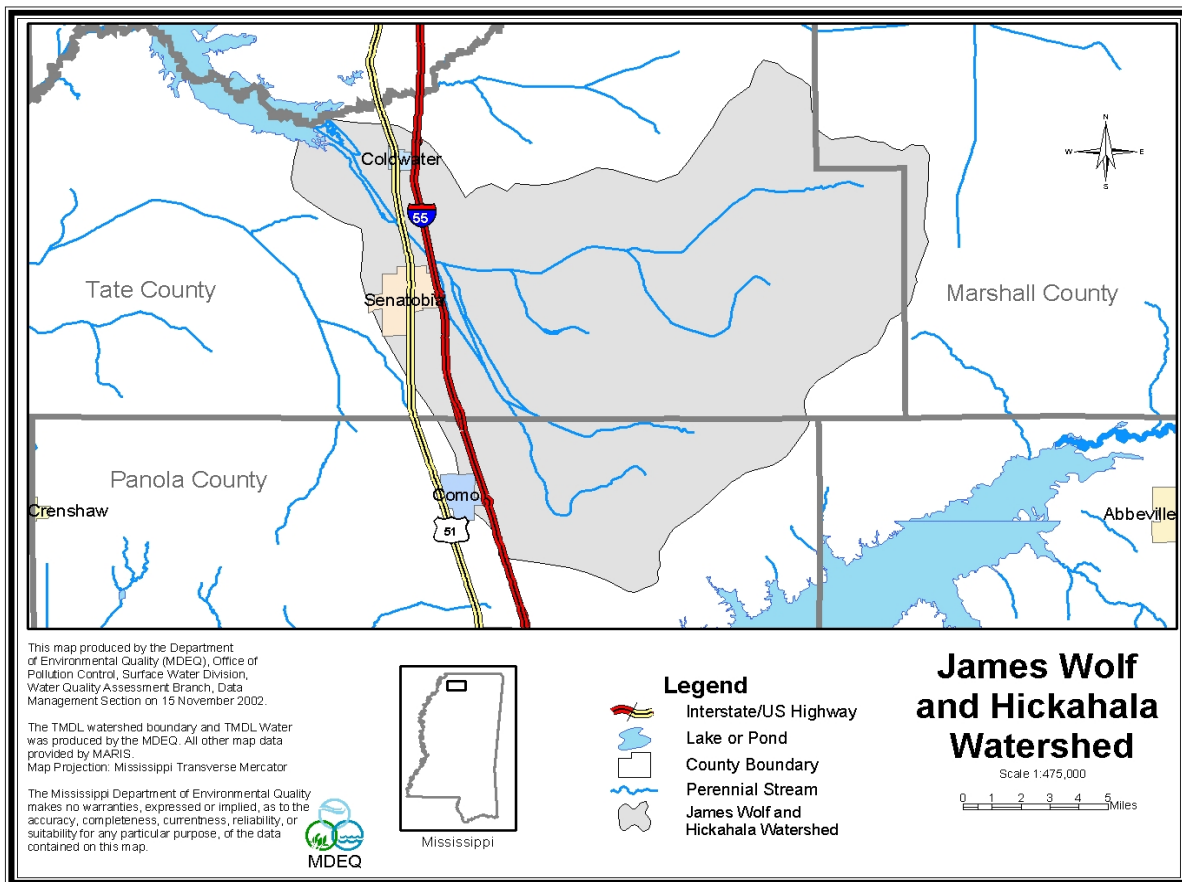 Coldwater
N
W E
S
55
Tate County
Senatobia
Marshall County
Panola County
Como
Crenshaw
51
Abbeville
This map produced by the Department
of Environmental Quality (MDEQ), Office of
Pollution Control, Surface Water Division,
Water Quality Assessment Branch, Data
Management Section on 15 November 2002.
The TMDL watershed boundary and TMDL Water
was produced by the MDEQ. All other map data
provided by MARIS.
Map Projection: Mississippi Transverse Mercator
The Mississippi Department of Environmental Quality
makes no warranties, expressed or implied, as to the
accuracy, completeness, currentness, reliability, or
suitability for any particular purpose, of the data
contained on this map.
MDEQ
Mississippi
Legend
Interstate/US Highway
Lake or Pond
County Boundary
Perennial Stream
James Wolf and
Hickahala Watershed
James Wolf
and Hickahala
Watershed
Scale 1:475,000
0 1 2 3 4 5
Miles